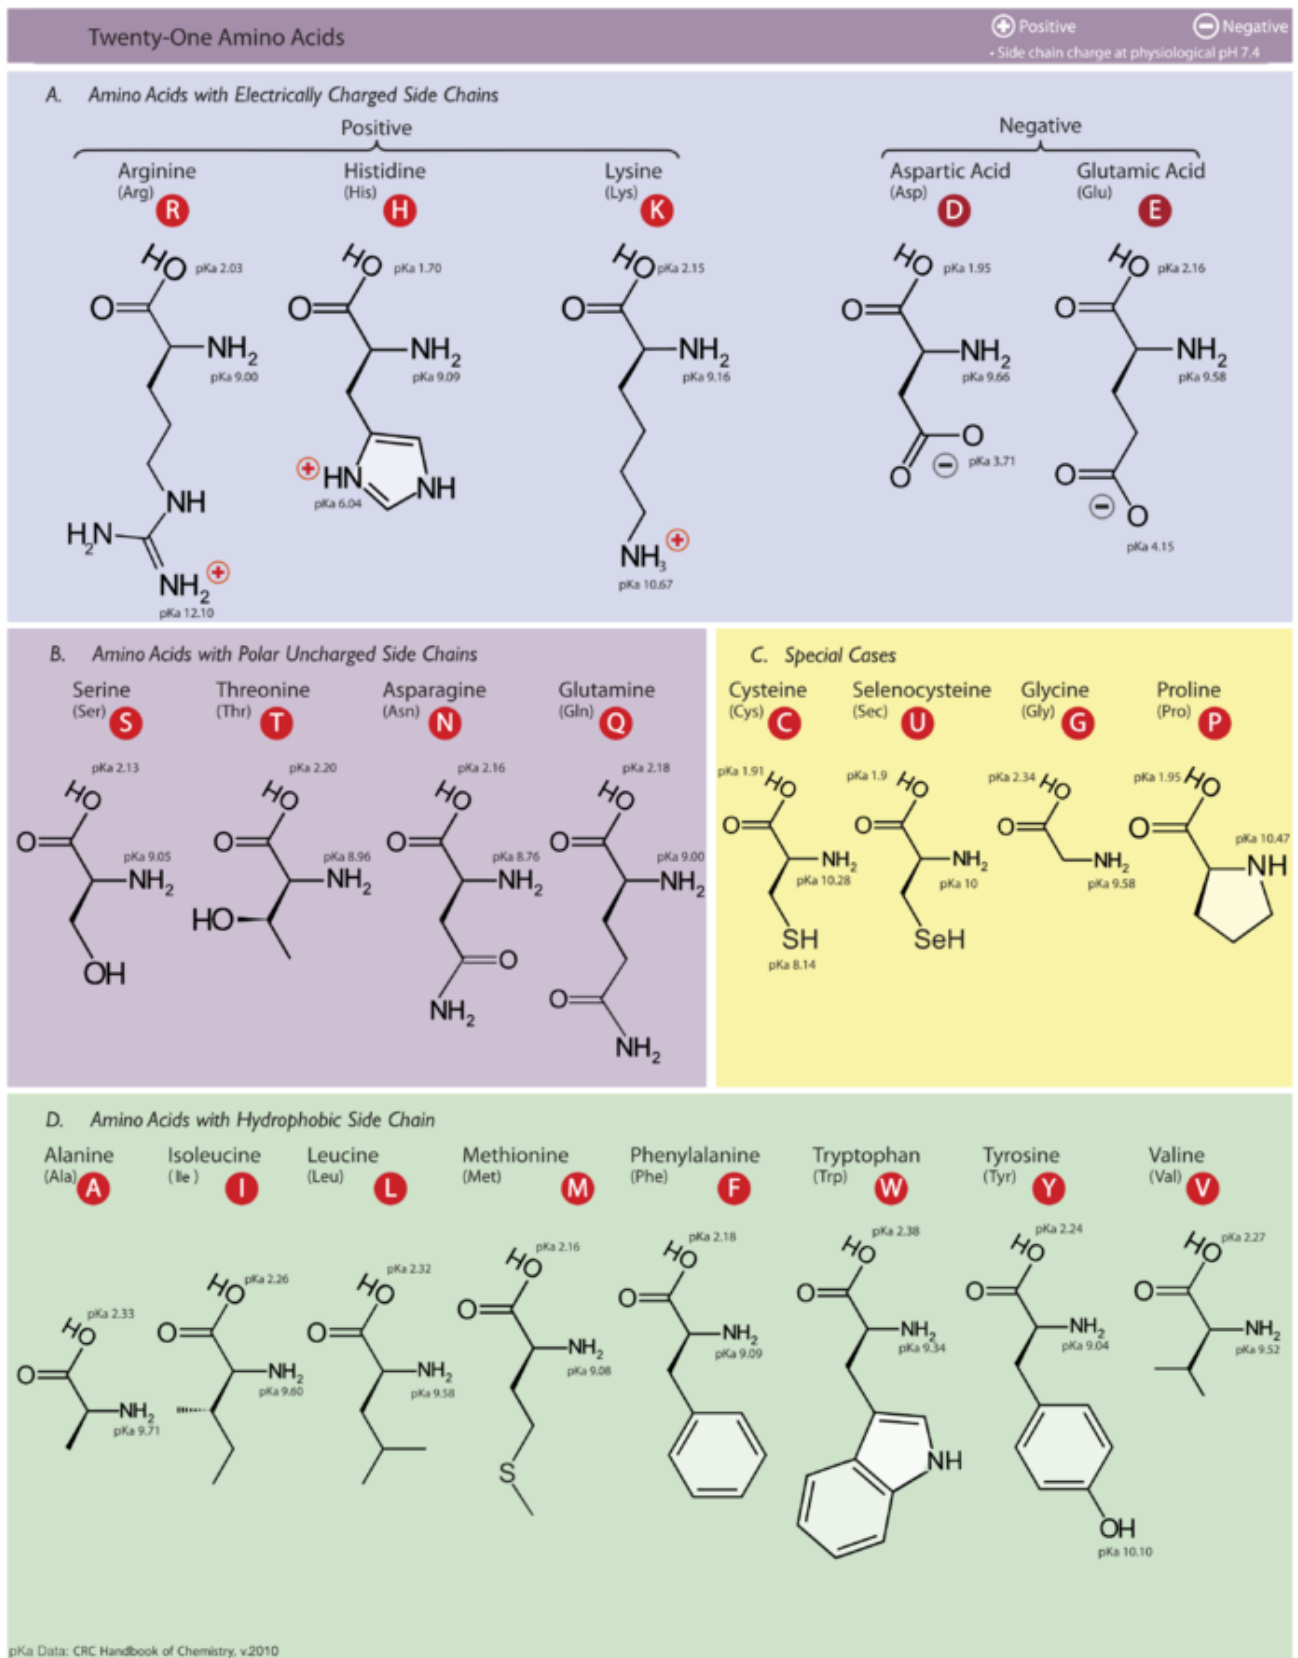 Twenty-One Amino Acids
+ Positive
− Negative
• Side chain charge at physiological pH 7.4
A. Amino Acids with Electrically Charged Side Chains
Positive
Negative
Arginine
(Arg)
R
Histidine
(His)
H
Lysine
(Lys)
K
Aspartic Acid
(Asp)
D
Glutamic Acid
(Glu)
E
HO pKa 2.03
O
NH2
pKa 9.00
NH
H2N
NH2 +
pKa 12.10
HO pKa 1.70
O
NH2
pKa 9.09
+ HN
NH
pKa 6.04
HO pKa 2.15
O
NH2
pKa 9.16
NH3 +
pKa 10.67
HO pKa 1.95
O
NH2
pKa 9.66
O
O − pKa 3.71
HO pKa 2.16
O
NH2
pKa 9.58
O
− O
pKa 4.15
B. Amino Acids with Polar Uncharged Side Chains
Serine
(Ser)
S
Threonine
(Thr)
T
Asparagine
(Asn)
N
Glutamine
(Gln)
Q
pKa 2.13
HO
O
pKa 9.05
NH2
OH
pKa 2.20
HO
O
pKa 8.96
NH2
HO
pKa 2.16
HO
O
pKa 8.76
NH2
O
NH2
pKa 2.18
HO
O
pKa 9.00
NH2
O
NH2
C. Special Cases
Cysteine
(Cys)
C
Selenocysteine
(Sec)
U
Glycine
(Gly)
G
Proline
(Pro)
P
pKa 1.91 HO
O
NH2
pKa 10.28
SH
pKa 8.14
pKa 1.9 HO
O
NH2
pKa 10
SeH
pKa 2.34 HO
O
NH2
pKa 9.58
pKa 1.95 HO
O
pKa 10.47
NH
D. Amino Acids with Hydrophobic Side Chain
Alanine
(Ala)
A
Isoleucine
(Ile )
I
Leucine
(Leu)
L
Methionine
(Met)
M
Phenylalanine
(Phe)
F
Tryptophan
(Trp)
W
Tyrosine
(Tyr)
Y
Valine
(Val)
V
pKa 2.33
HO
O
NH2
pKa 9.71
HO pKa 2.26
O
NH2
pKa 9.60
pKa 2.32
HO
O
NH2
pKa 9.58
pKa 2.16
HO
O
NH2
pKa 9.08
S
pKa 2.18
HO
O
NH2
pKa 9.09
pKa 2.38
HO
O
NH2
pKa 9.34
NH
pKa 2.24
HO
O
NH2
pKa 9.04
OH
pKa 10.10
HO pKa 2.27
O
NH2
pKa 9.52
pKa Data: CRC Handbook of Chemistry, v.2010